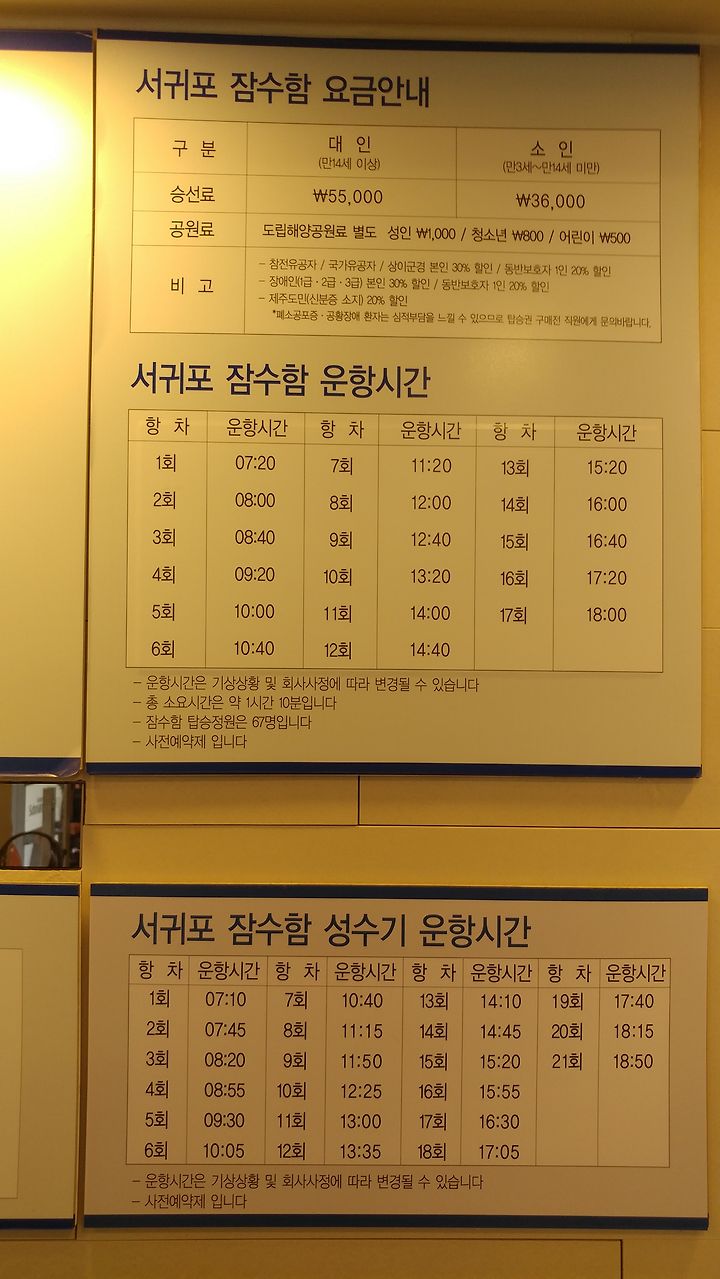 서귀포 잠수함 요금안내
구 분 대 인 (만14세 이상) 소 인 (만3세~만14세 미만)
승선료 ₩55,000 ₩36,000
공원료 도립해양공원료 별도 성인 ₩1,000 / 청소년 ₩800 / 어린이 ₩500
비 고
- 참전유공자 / 국가유공자 / 상이군경 본인 30% 할인 / 동반보호자 1인 20% 할인
- 장애인(1급·2급·3급) 본인 30% 할인 / 동반보호자 1인 20% 할인
- 제주도민(신분증 소지) 20% 할인
*폐소공포증·공황장애 환자는 심적부담을 느낄 수 있으므로 탑승권 구매전 직원에게 문의바랍니다.
서귀포 잠수함 운항시간
항 차 운항시간 항 차 운항시간 항 차 운항시간
1회 07:20 7회 11:20 13회 15:20
2회 08:00 8회 12:00 14회 16:00
3회 08:40 9회 12:40 15회 16:40
4회 09:20 10회 13:20 16회 17:20
5회 10:00 11회 14:00 17회 18:00
6회 10:40 12회 14:40
- 운항시간은 기상상황 및 회사사정에 따라 변경될 수 있습니다
- 총 소요시간은 약 1시간 10분입니다
- 잠수함 탑승정원은 67명입니다
- 사전예약제 입니다
서귀포 잠수함 성수기 운항시간
항 차 운항시간 항 차 운항시간 항 차 운항시간 항 차 운항시간
1회 07:10 7회 10:40 13회 14:10 19회 17:40
2회 07:45 8회 11:15 14회 14:45 20회 18:15
3회 08:20 9회 11:50 15회 15:20 21회 18:50
4회 08:55 10회 12:25 16회 15:55
5회 09:30 11회 13:00 17회 16:30
6회 10:05 12회 13:35 18회 17:05
- 운항시간은 기상상황 및 회사사정에 따라 변경될 수 있습니다
- 사전예약제 입니다